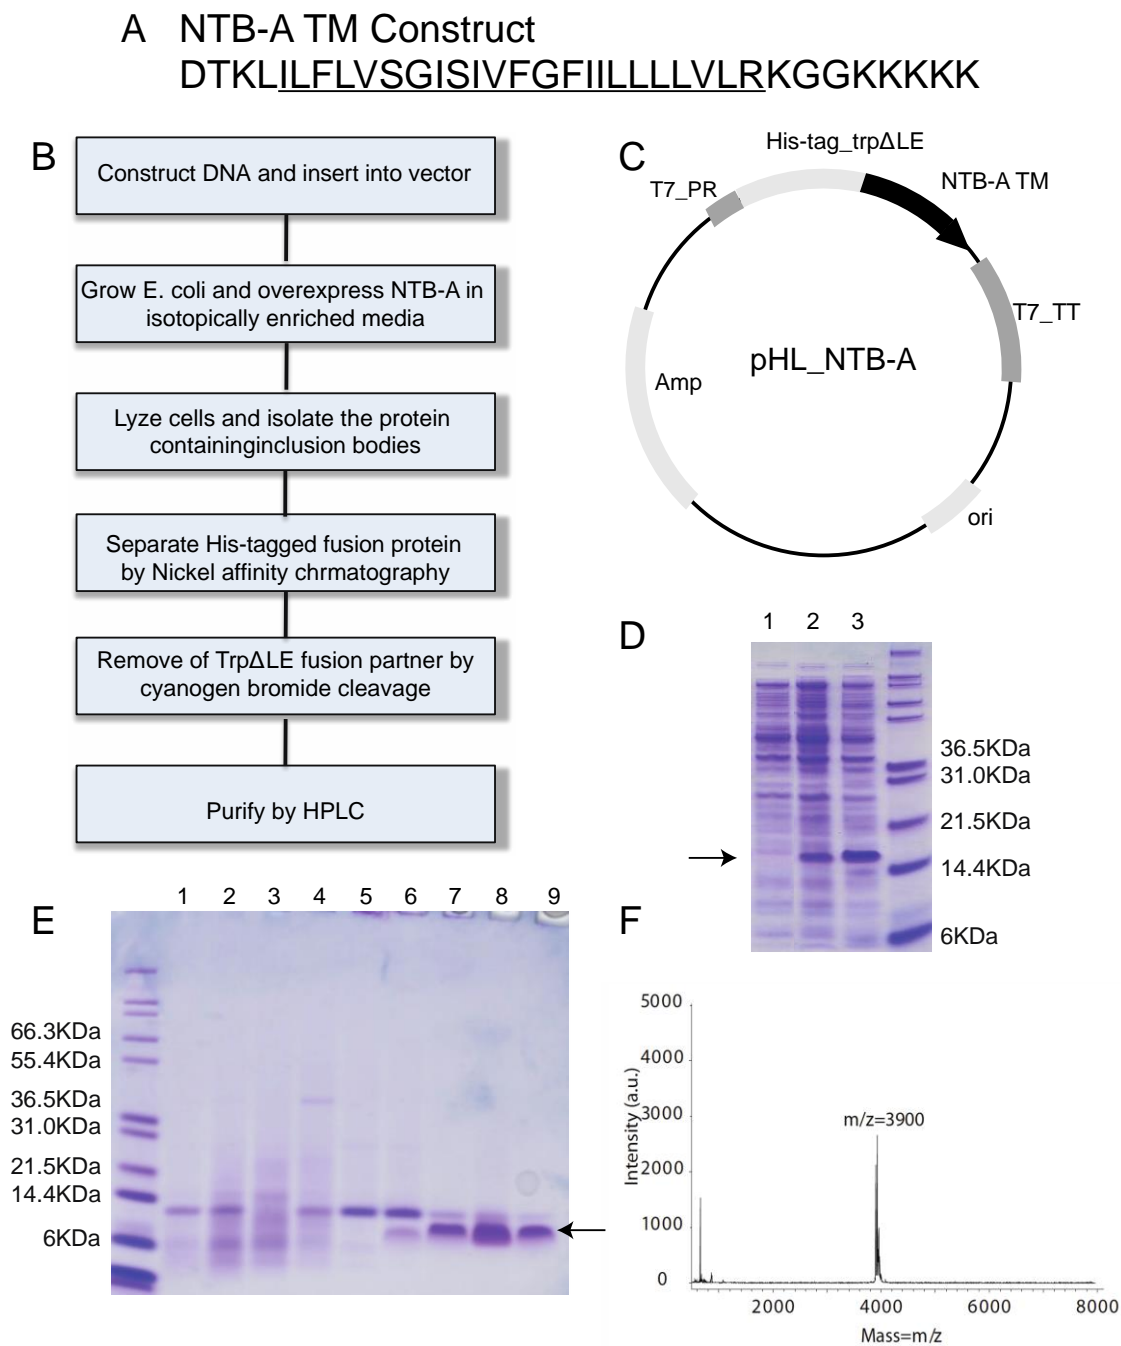 A NTB-A TM Construct
DTKLILFLVSGISIVFGFIILLLLVLRKGGKKKKK
B
Construct DNA and insert into vector
Grow E. coli and overexpress NTB-A in
isotopically enriched media
Lyze cells and isolate the protein
containinginclusion bodies
Separate His-tagged fusion protein
by Nickel affinity chrmatography
Remove of TrpΔLE fusion partner by
cyanogen bromide cleavage
Purify by HPLC
C
His-tag_trpΔLE
T7_PR
NTB-A TM
T7_TT
pHL_NTB-A
Amp
ori
D
1 2 3
36.5KDa
31.0KDa
21.5KDa
14.4KDa
6KDa
E
1 2 3 4 5 6 7 8 9
66.3KDa
55.4KDa
36.5KDa
31.0KDa
21.5KDa
14.4KDa
6KDa
F
5000
4000
3000
2000
1000
0
Intensity (a.u.)
m/z=3900
2000 4000 6000 8000
Mass=m/z